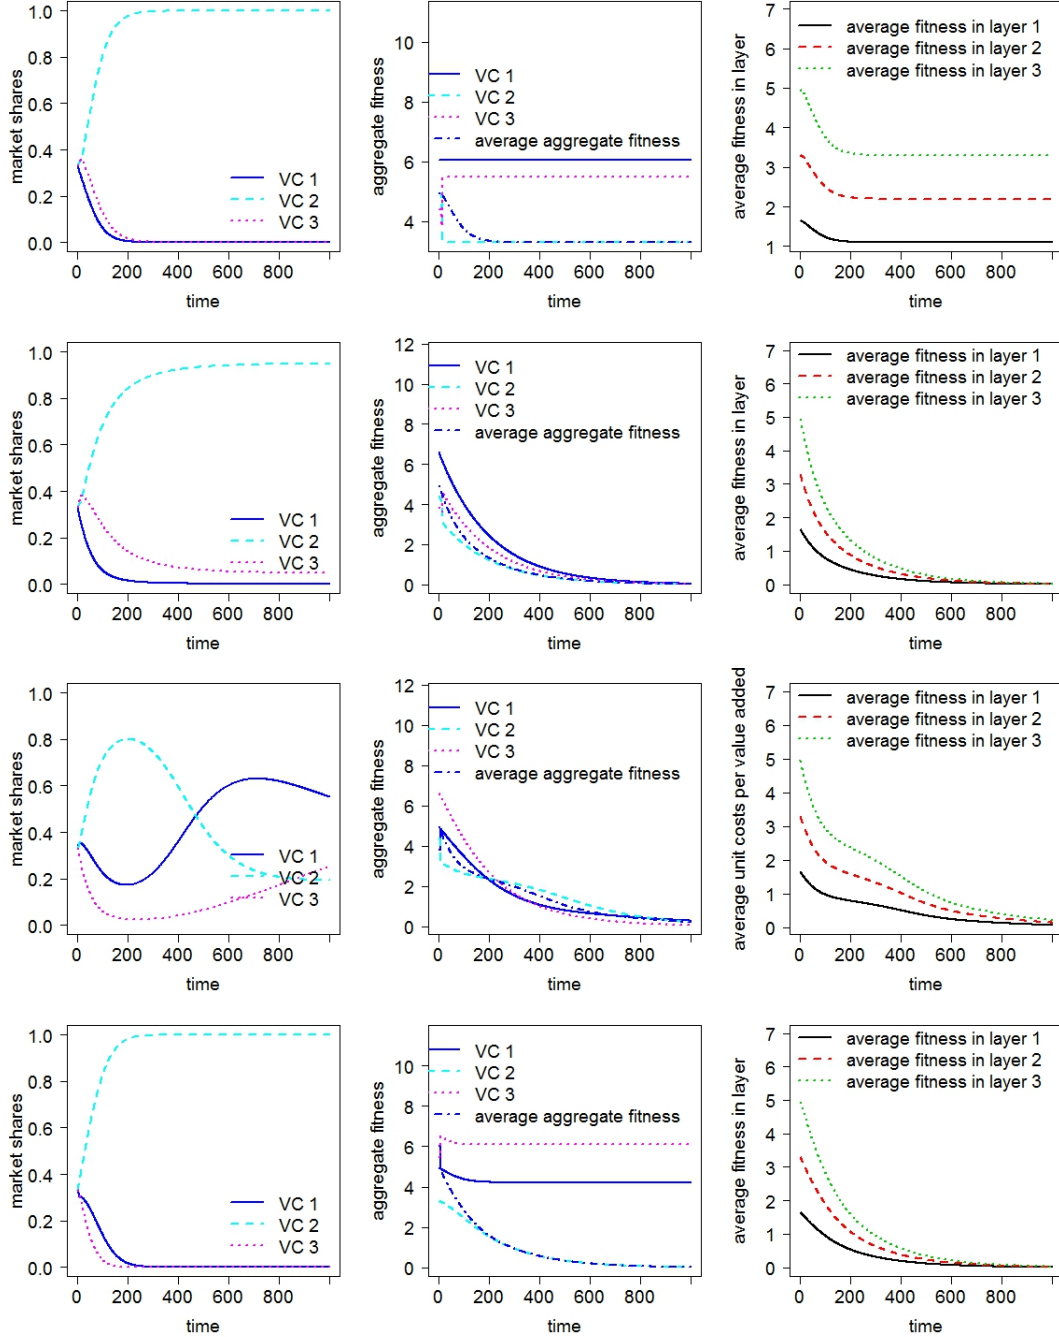 market shares
1.0
0.8
0.6
0.4
0.2
0.0
VC 1
VC 2
VC 3
0 200 400 600 800
time
aggregate fitness
10
8
6
4
VC 1
VC 2
VC 3
average aggregate fitness
0 200 400 600 800
time
average fitness in layer
7
6
5
4
3
2
1
average fitness in layer 1
average fitness in layer 2
average fitness in layer 3
0 200 400 600 800
time
market shares
1.0
0.8
0.6
0.4
0.2
0.0
VC 1
VC 2
VC 3
0 200 400 600 800
time
aggregate fitness
12
10
8
6
4
2
0
VC 1
VC 2
VC 3
average aggregate fitness
0 200 400 600 800
time
average fitness in layer
7
6
5
4
3
2
1
0
average fitness in layer 1
average fitness in layer 2
average fitness in layer 3
0 200 400 600 800
time
market shares
1.0
0.8
0.6
0.4
0.2
0.0
VC 1
VC 2
VC 3
0 200 400 600 800
time
aggregate fitness
12
10
8
6
4
2
0
VC 1
VC 2
VC 3
average aggregate fitness
0 200 400 600 800
time
average unit costs per value added
7
6
5
4
3
2
1
0
average fitness in layer 1
average fitness in layer 2
average fitness in layer 3
0 200 400 600 800
time
market shares
1.0
0.8
0.6
0.4
0.2
0.0
VC 1
VC 2
VC 3
0 200 400 600 800
time
aggregate fitness
10
8
6
4
2
0
VC 1
VC 2
VC 3
average aggregate fitness
0 200 400 600 800
time
average fitness in layer
7
6
5
4
3
2
1
0
average fitness in layer 1
average fitness in layer 2
average fitness in layer 3
0 200 400 600 800
time